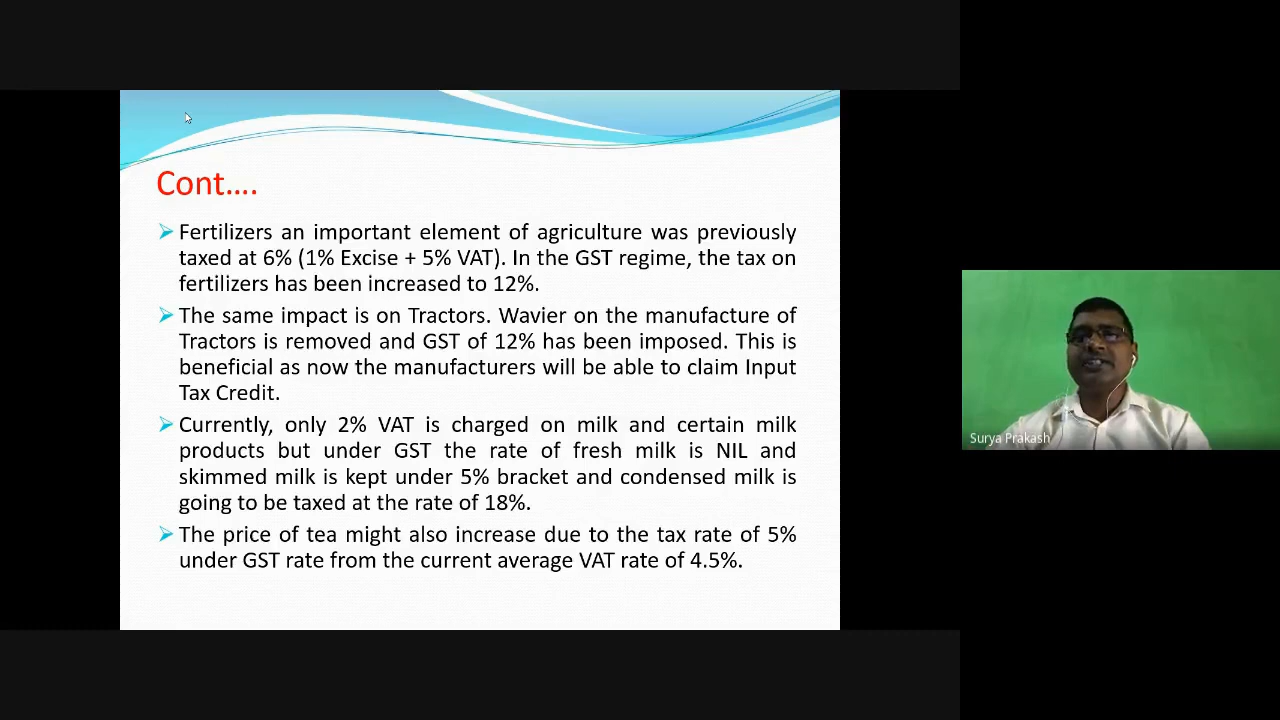 Cont....
Fertilizers an important element of agriculture was previously
taxed at 6% (1% Excise + 5% VAT). In the GST regime, the tax on
fertilizers has been increased to 12%.
The same impact is on Tractors. Wavier on the manufacture of
Tractors is removed and GST of 12% has been imposed. This is
beneficial as now the manufacturers will be able to claim Input
Tax Credit.
Currently, only 2% VAT is charged on milk and certain milk
products but under GST the rate of fresh milk is NIL and
skimmed milk is kept under 5% bracket and condensed milk is
going to be taxed at the rate of 18%.
The price of tea might also increase due to the tax rate of 5%
under GST rate from the current average VAT rate of 4.5%.
Surya Prakash